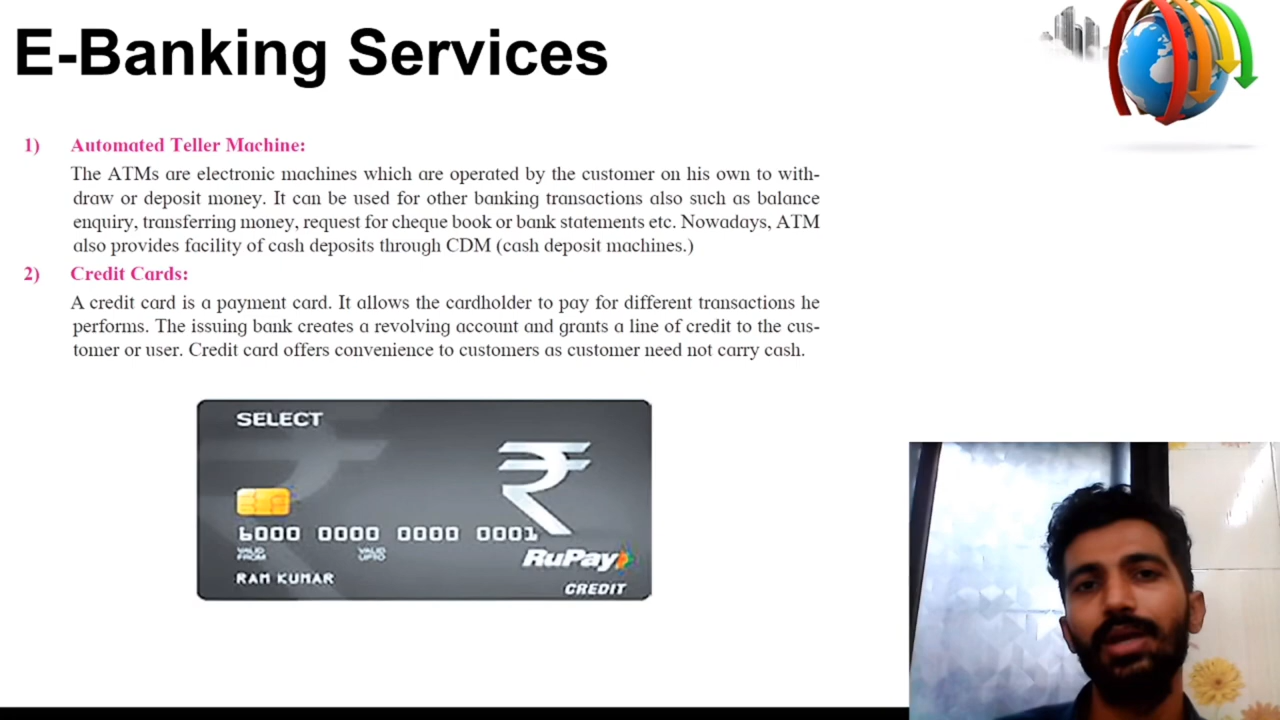 E-Banking Services
1) Automated Teller Machine:
The ATMs are electronic machines which are operated by the customer on his own to with-
draw or deposit money. It can be used for other banking transactions also such as balance
enquiry, transferring money, request for cheque book or bank statements etc. Nowadays, ATM
also provides facility of cash deposits through CDM (cash deposit machines.)
2) Credit Cards:
A credit card is a payment card. It allows the cardholder to pay for different transactions he
performs. The issuing bank creates a revolving account and grants a line of credit to the cus-
tomer or user. Credit card offers convenience to customers as customer need not carry cash.
SELECT
₹
6000 0000 0000 0001
VALID FROM VALID UPTO
RuPay
RAM KUMAR
CREDIT